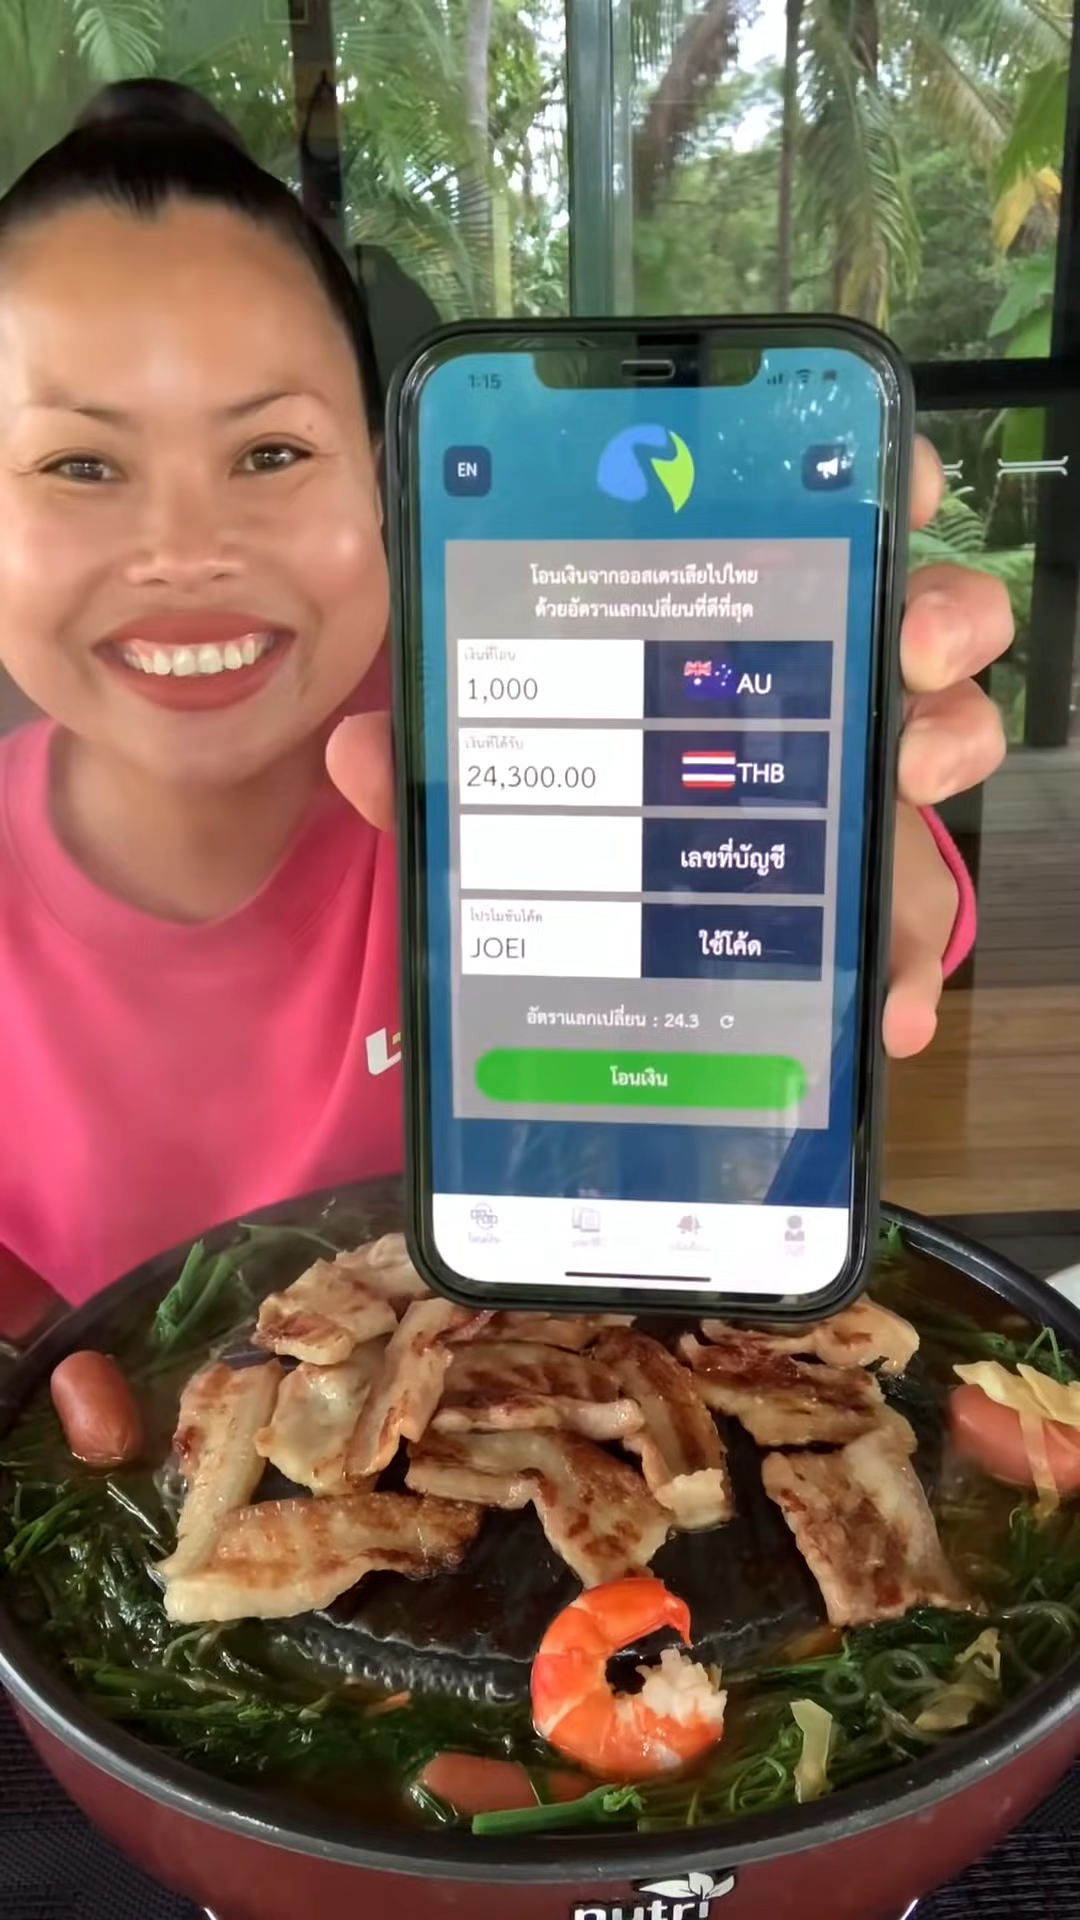 1:15
EN
โอนเงินจากออสเตรเลียไปไทย
ด้วยอัตราแลกเปลี่ยนที่ดีที่สุด
เงินที่โอน
1,000
AU
เงินที่ได้รับ
24,300.00
THB
เลขที่บัญชี
โปรโมชันโค้ด
JOEI
ใช้โค้ด
อัตราแลกเปลี่ยน : 24.3
โอนเงิน
nutri